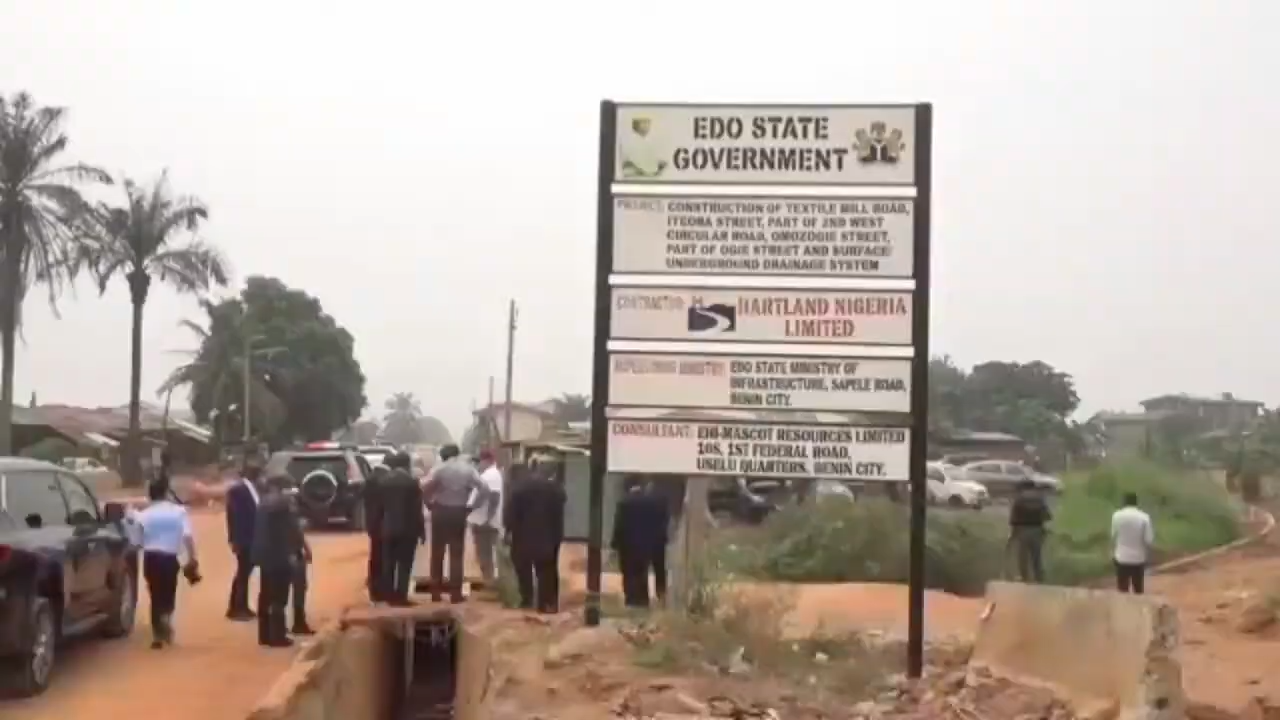 EDO STATE
GOVERNMENT
PROJECT: CONSTRUCTION OF TEXTILE MILL ROAD,
ITEOBA STREET, PART OF 2ND WEST
CIRCULAR ROAD, OMOZOGIE STREET,
PART OF OGIE STREET AND SURFACE/
UNDERGROUND DRAINAGE SYSTEM
CONTRACTOR: HARTLAND NIGERIA
LIMITED
SUPERVISING MINISTRY: EDO STATE MINISTRY OF
INFRASTRUCTURE, SAPELE ROAD,
BENIN CITY.
CONSULTANT: RESOURCES LIMITED
108, 1ST FEDERAL ROAD,
USELU QUARTERS, BENIN CITY.